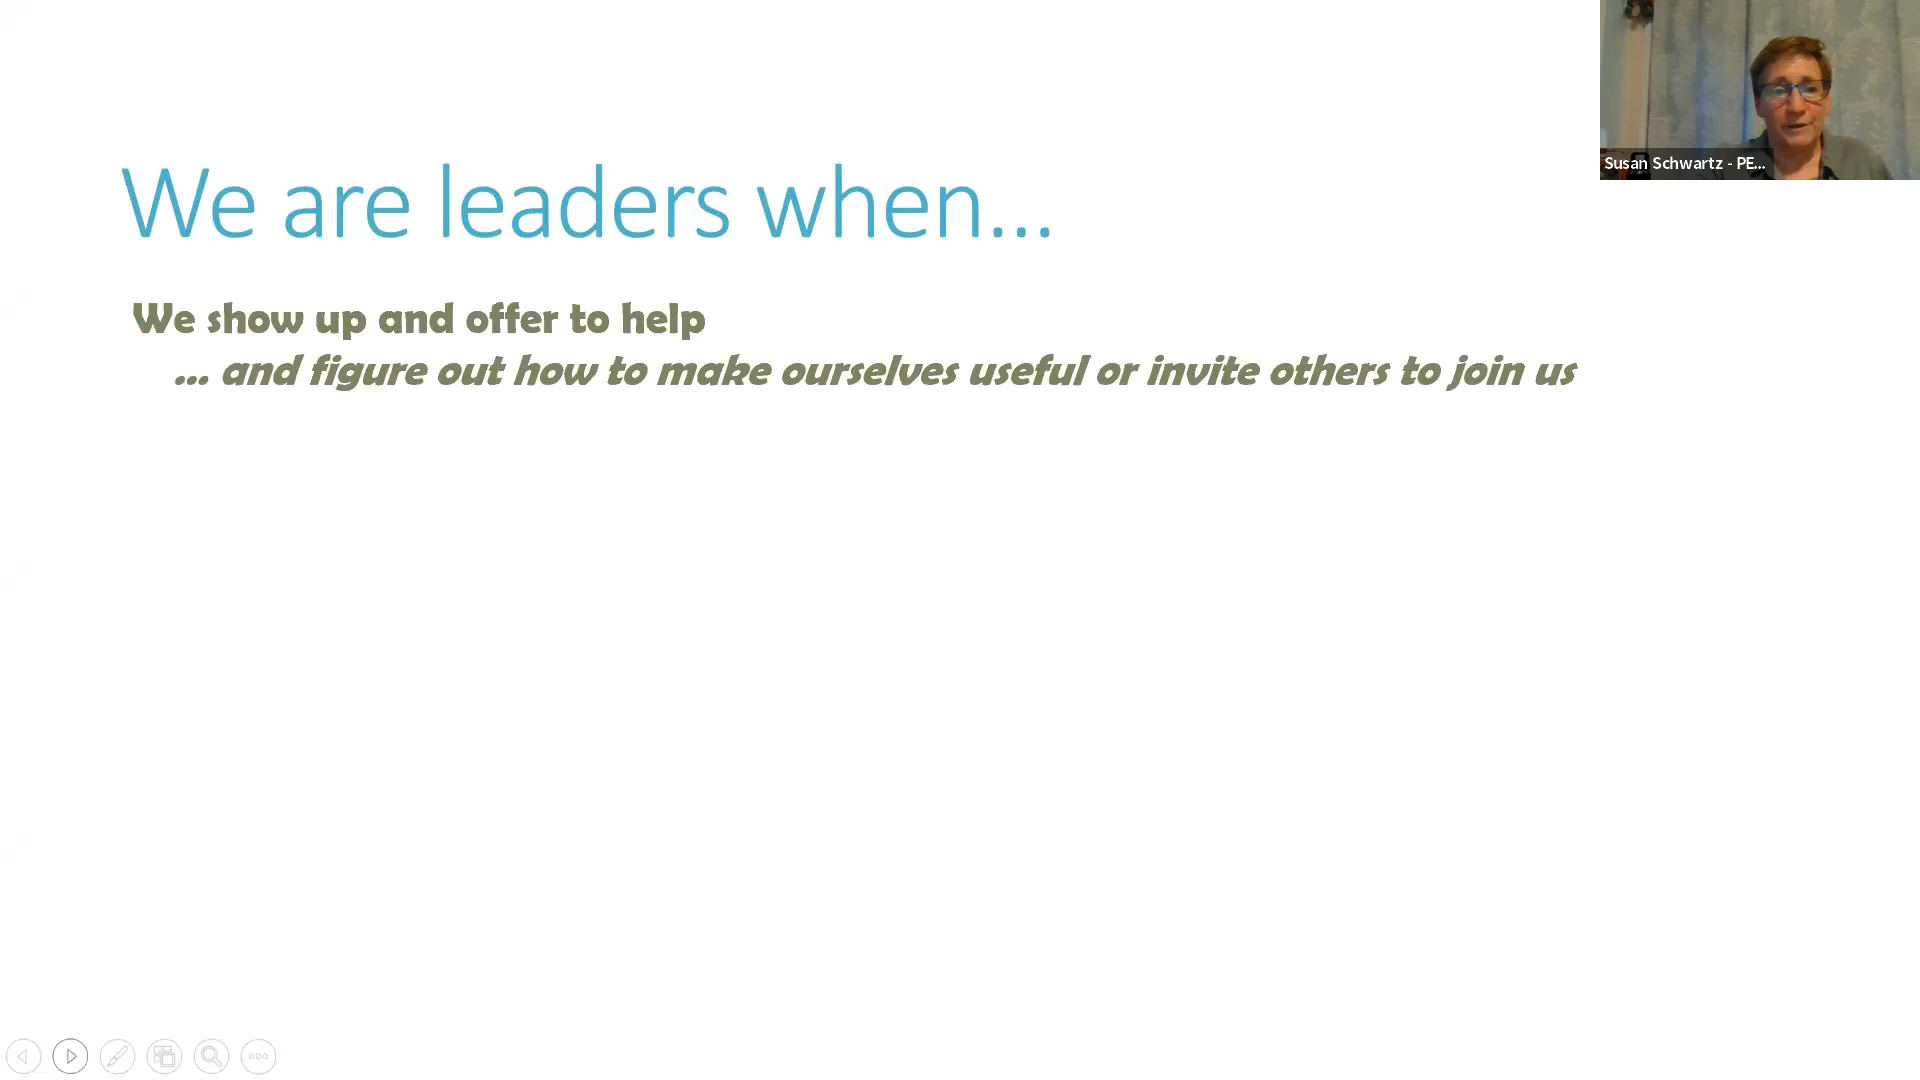 We are leaders when...
We show up and offer to help
... and figure out how to make ourselves useful or invite others to join us
Susan Schwartz - PE...